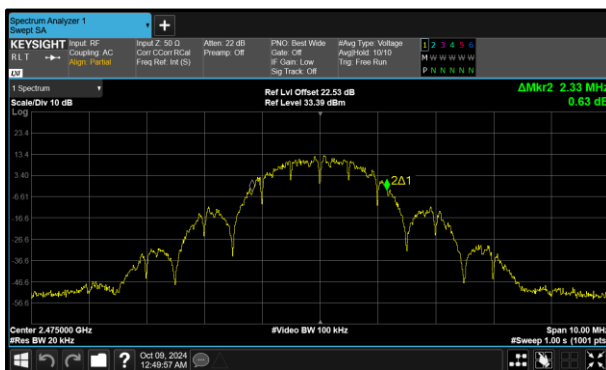 Spectrum Analyzer 1
Swept SA
+
KEYSIGHT Input: RF Input Z: 50 Ω Atten: 22 dB PNO: Best Wide #Avg Type: Voltage 1 2 3 4 5 6
RLT Coupling: AC Corr CCorr RCal Preamp: Off Gate: Off Avg|Hold: 10/10 M W W W W W
Align: Partial Freq Ref: Int (S) IF Gain: Low Trig: Free Run
Sig Track: Off P N N N N N
LXI
1 Spectrum
Ref Lvl Offset 22.53 dB ΔMkr2 2.33 MHz
Scale/Div 10 dB Ref Level 33.39 dBm 0.63 dB
Log
23.4
13.4
3.40
-6.61
-16.6
-26.6
-36.6
-46.6
-56.6
2Δ1
Center 2.475000 GHz #Video BW 100 kHz Span 10.00 MHz
#Res BW 20 kHz #Sweep 1.00 s (1001 pts)
? Oct 09, 2024
12:49:57 AM